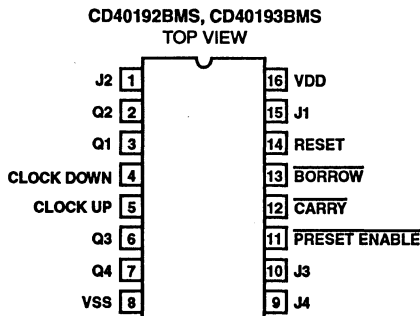 CD40192BMS, CD40193BMS
TOP VIEW
J2 1 16 VDD
Q2 2 15 J1
Q1 3 14 RESET
CLOCK DOWN 4 13 BORROW
CLOCK UP 5 12 CARRY
Q3 6 11 PRESET ENABLE
Q4 7 10 J3
VSS 8 9 J4